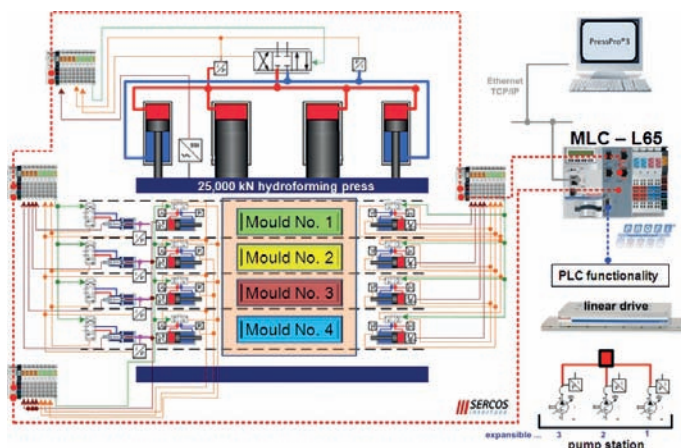 PressPro®3
Ethernet
TCP/IP
MLC – L65
25,000 kN hydroforming press
Mould No. 1
Mould No. 2
Mould No. 3
Mould No. 4
PLC functionality
linear drive
SERCOS
expansible ... 3 2 1
pump station